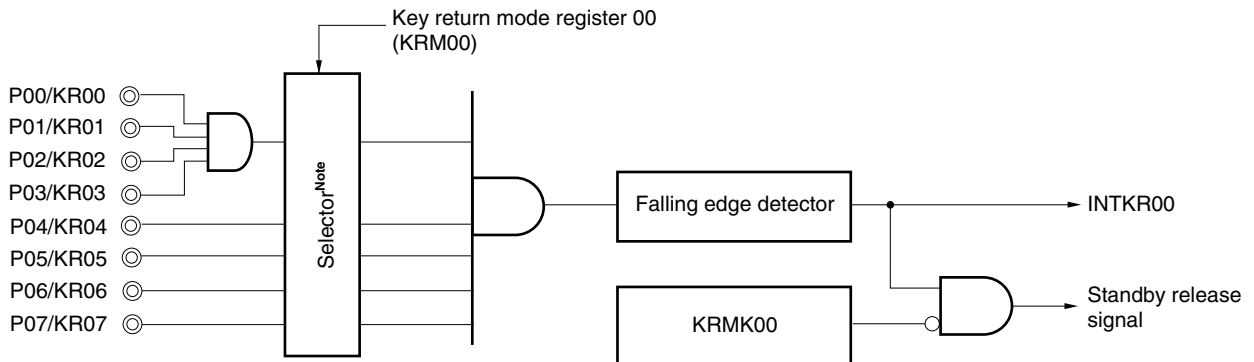 Key return mode register 00
(KRM00)
P00/KR00
P01/KR01
P02/KR02
P03/KR03
P04/KR04
P05/KR05
P06/KR06
P07/KR07
SelectorNote
Falling edge detector
INTKR00
KRMK00
Standby release
signal